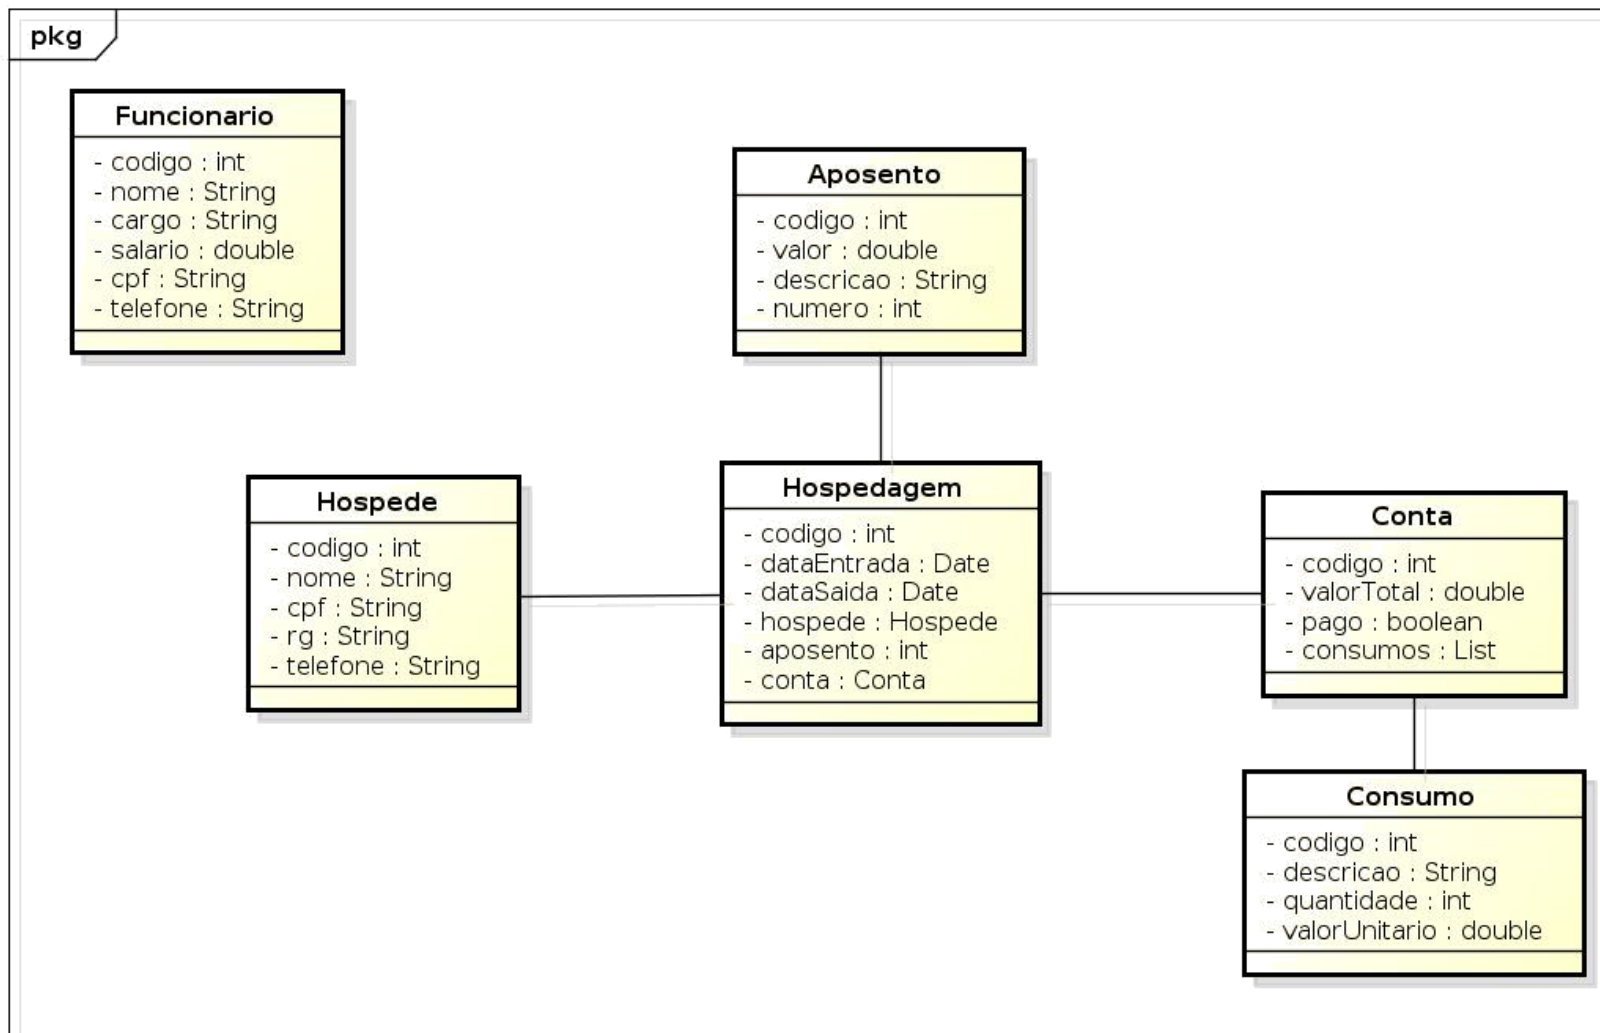 pkg
Funcionario
- codigo : int
- nome : String
- cargo : String
- salario : double
- cpf : String
- telefone : String
Aposento
- codigo : int
- valor : double
- descricao : String
- numero : int
Hospede
- codigo : int
- nome : String
- cpf : String
- rg : String
- telefone : String
Hospedagem
- codigo : int
- dataEntrada : Date
- dataSaida : Date
- hospede : Hospede
- aposento : int
- conta : Conta
Conta
- codigo : int
- valorTotal : double
- pago : boolean
- consumos : List
Consumo
- codigo : int
- descricao : String
- quantidade : int
- valorUnitario : double